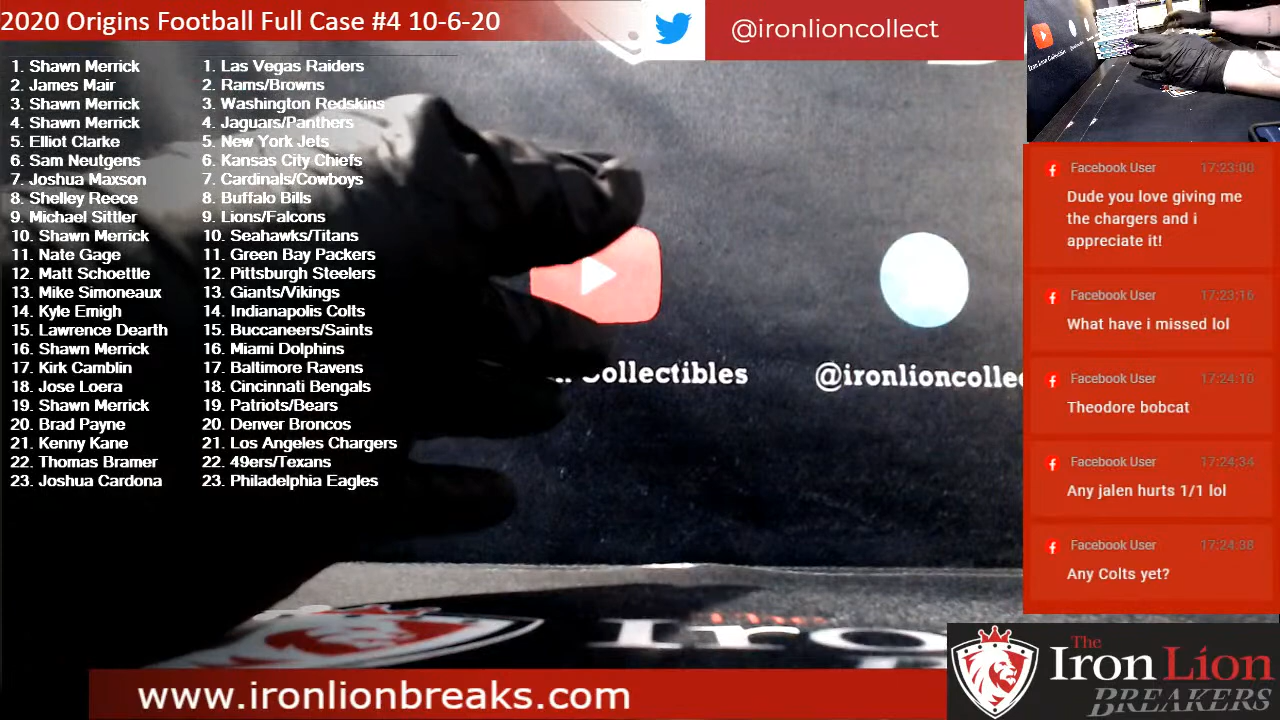 2020 Origins Football Full Case #4 10-6-20
@ironlioncollect
1. Shawn Merrick 1. Las Vegas Raiders
2. James Mair 2. Rams/Browns
3. Shawn Merrick 3. Washington Redskins
4. Shawn Merrick 4. Jaguars/Panthers
5. Elliot Clarke 5. New York Jets
6. Sam Neutgens 6. Kansas City Chiefs
7. Joshua Maxson 7. Cardinals/Cowboys
8. Shelley Reece 8. Buffalo Bills
9. Michael Sittler 9. Lions/Falcons
10. Shawn Merrick 10. Seahawks/Titans
11. Nate Gage 11. Green Bay Packers
12. Matt Schoettle 12. Pittsburgh Steelers
13. Mike Simoneaux 13. Giants/Vikings
14. Kyle Emigh 14. Indianapolis Colts
15. Lawrence Dearth 15. Buccaneers/Saints
16. Shawn Merrick 16. Miami Dolphins
17. Kirk Camblin 17. Baltimore Ravens
18. Jose Loera 18. Cincinnati Bengals
19. Shawn Merrick 19. Patriots/Bears
20. Brad Payne 20. Denver Broncos
21. Kenny Kane 21. Los Angeles Chargers
22. Thomas Bramer 22. 49ers/Texans
23. Joshua Cardona 23. Philadelphia Eagles
Collectibles @ironlioncolle
Facebook User 17:23:00
Dude you love giving me
the chargers and i
appreciate it!
Facebook User 17:23:16
What have i missed lol
Facebook User 17:24:10
Theodore bobcat
Facebook User 17:24:34
Any jalen hurts 1/1 lol
Facebook User 17:24:38
Any Colts yet?
The
Iro
www.ironlionbreaks.com
The
Iron Lion
BREAKERS